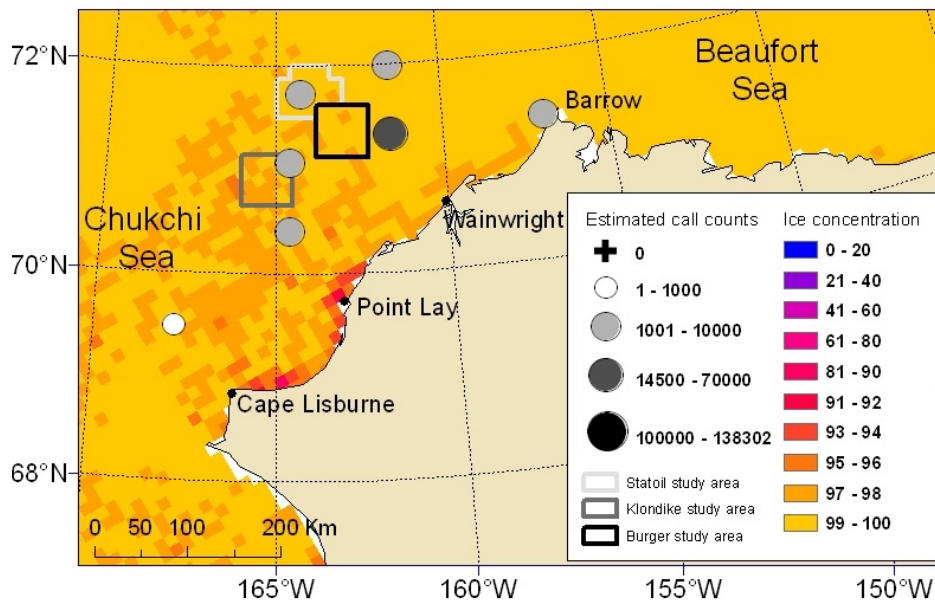 72°N
70°N
68°N
165°W
160°W
155°W
150°W
Beaufort
Sea
Barrow
Wainwright
Chukchi
Sea
Point Lay
Cape Lisburne
0 50 100 200 Km
Estimated call counts
0
1 - 1000
1001 - 10000
14500 - 70000
100000 - 138302
Statoil study area
Klondike study area
Burger study area
Ice concentration
0 - 20
21 - 40
41 - 60
61 - 80
81 - 90
91 - 92
93 - 94
95 - 96
97 - 98
99 - 100